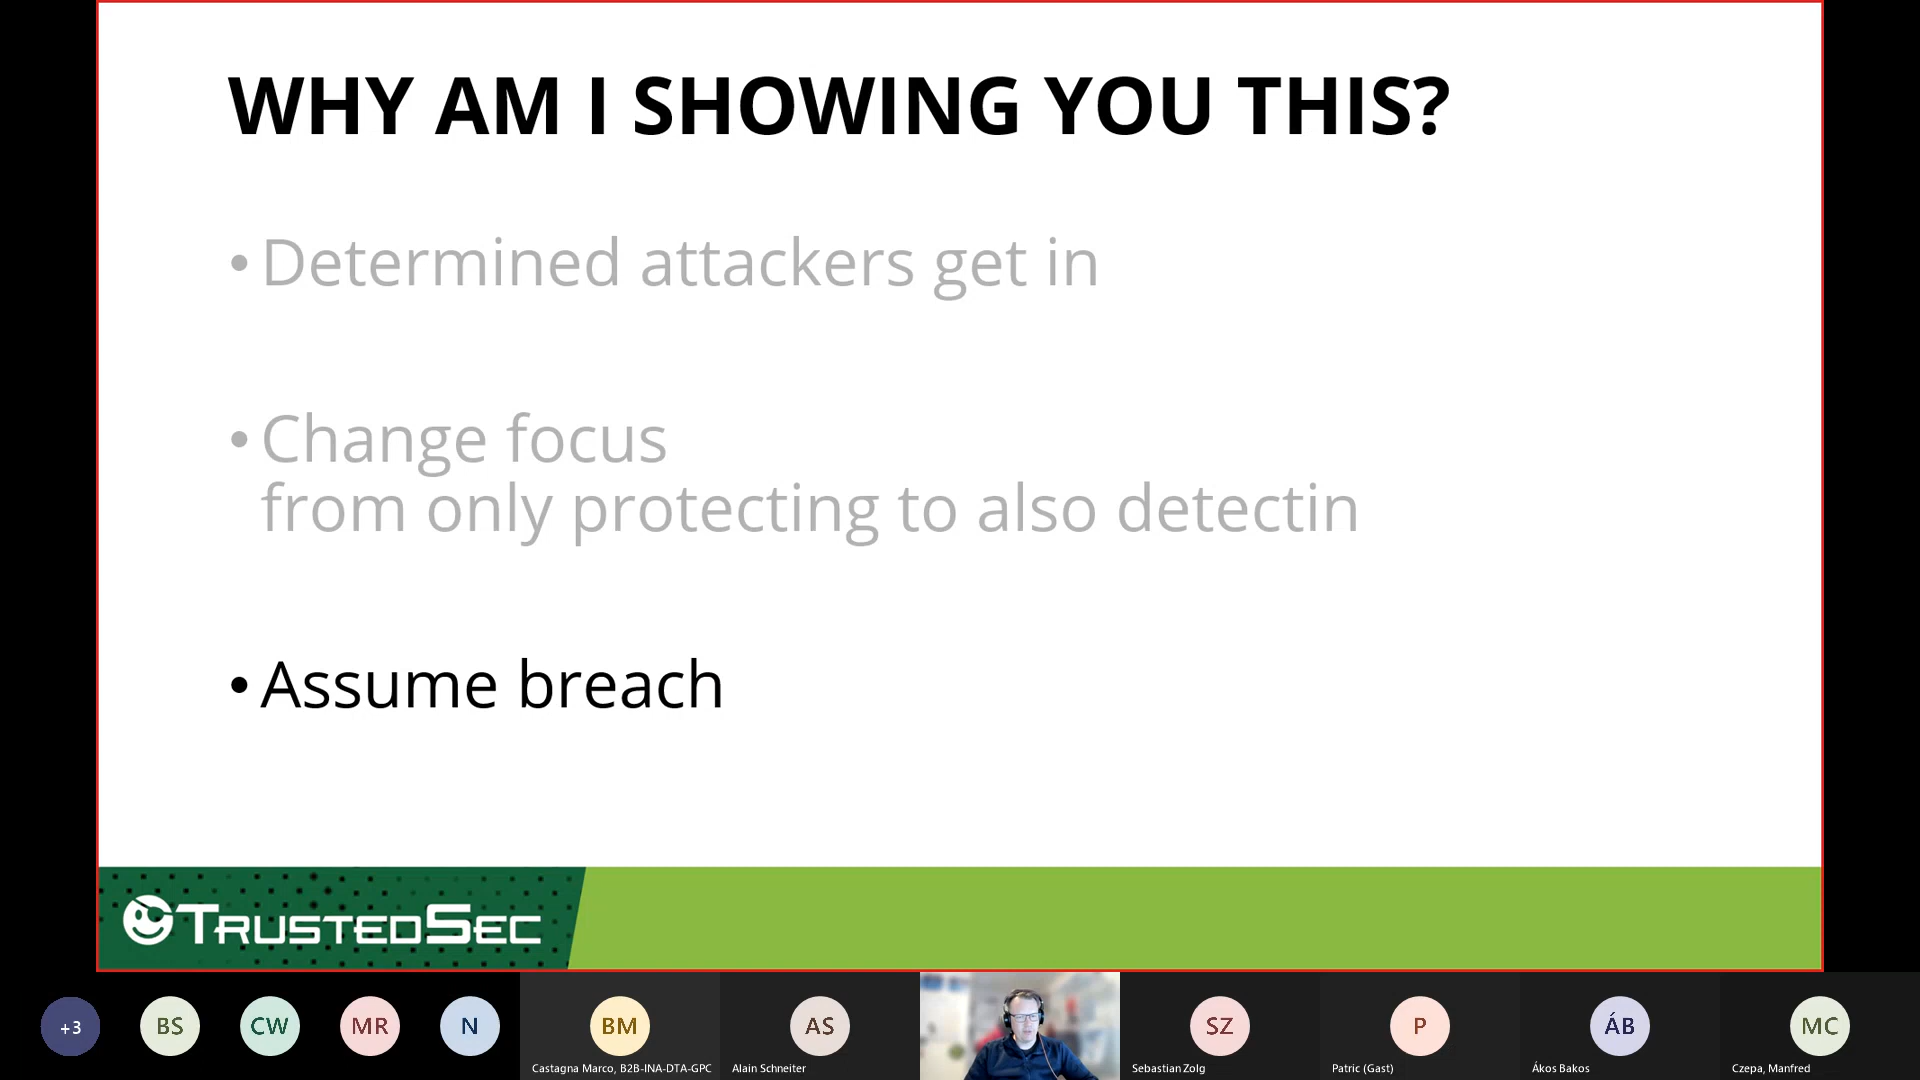 WHY AM I SHOWING YOU THIS?
• Determined attackers get in
• Change focus
from only protecting to also detectin
• Assume breach
TRUSTEDSEC
+3
BS
CW
MR
N
BM
Castagna Marco, B2B-INA-DTA-GPC
AS
Alain Schneiter
SZ
Sebastian Zolg
P
Patric (Gast)
ÁB
Ákos Bakos
MC
Czepa, Manfred